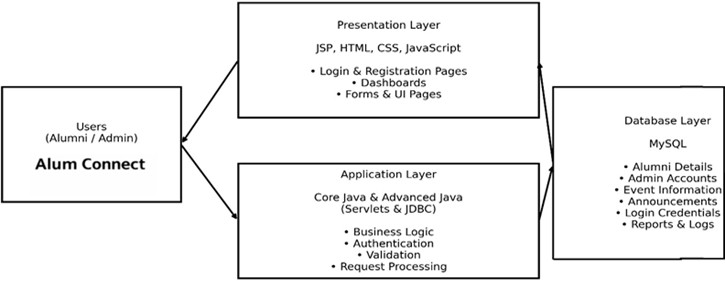 Presentation Layer
JSP, HTML, CSS, JavaScript
• Login & Registration Pages
• Dashboards
• Forms & UI Pages
Users
(Alumni / Admin)
Alum Connect
Application Layer
Core Java & Advanced Java
(Servlets & JDBC)
• Business Logic
• Authentication
• Validation
• Request Processing
Database Layer
MySQL
• Alumni Details
• Admin Accounts
• Event Information
• Announcements
• Login Credentials
• Reports & Logs